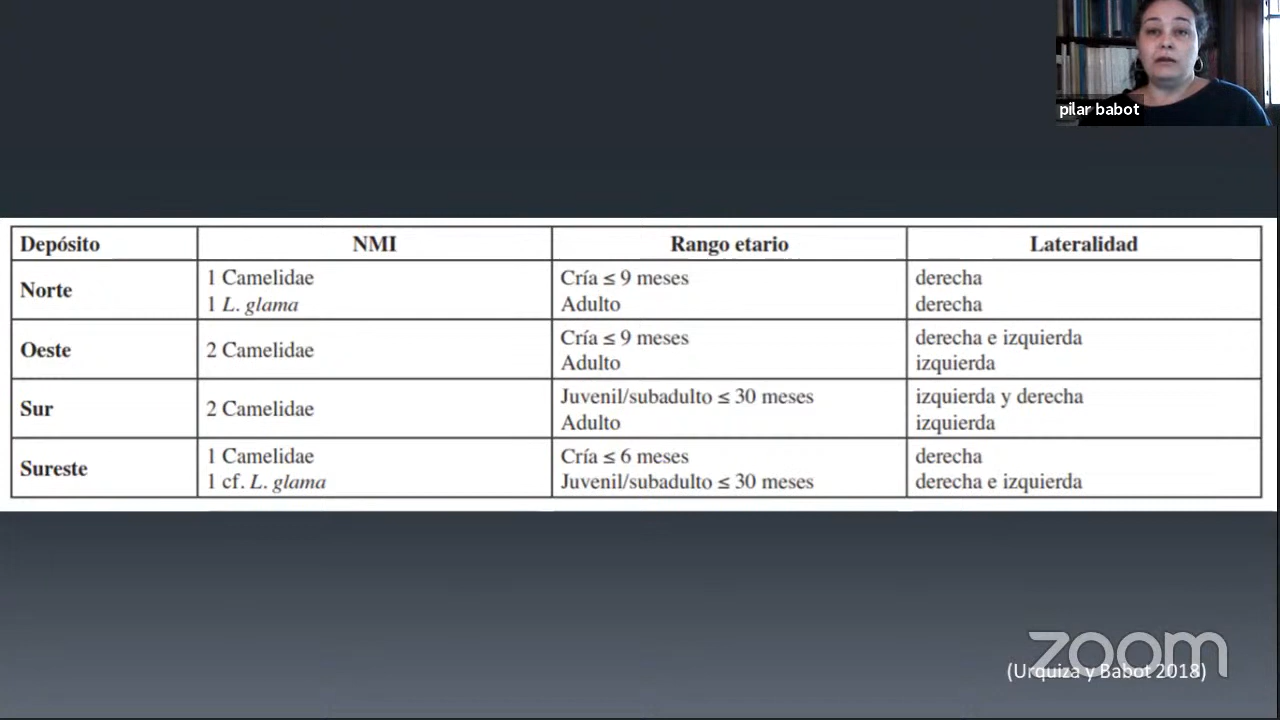 pilar babot
Depósito NMI Rango etario Lateralidad
Norte
1 Camelidae Cría ≤ 9 meses derecha
1 L. glama Adulto derecha
Oeste
2 Camelidae
Cría ≤ 9 meses derecha e izquierda
Adulto izquierda
Sur
2 Camelidae
Juvenil/subadulto ≤ 30 meses izquierda y derecha
Adulto izquierda
Sureste
1 Camelidae Cría ≤ 6 meses derecha
1 cf. L. glama Juvenil/subadulto ≤ 30 meses derecha e izquierda
zoom
(Urquiza y Babot 2018)